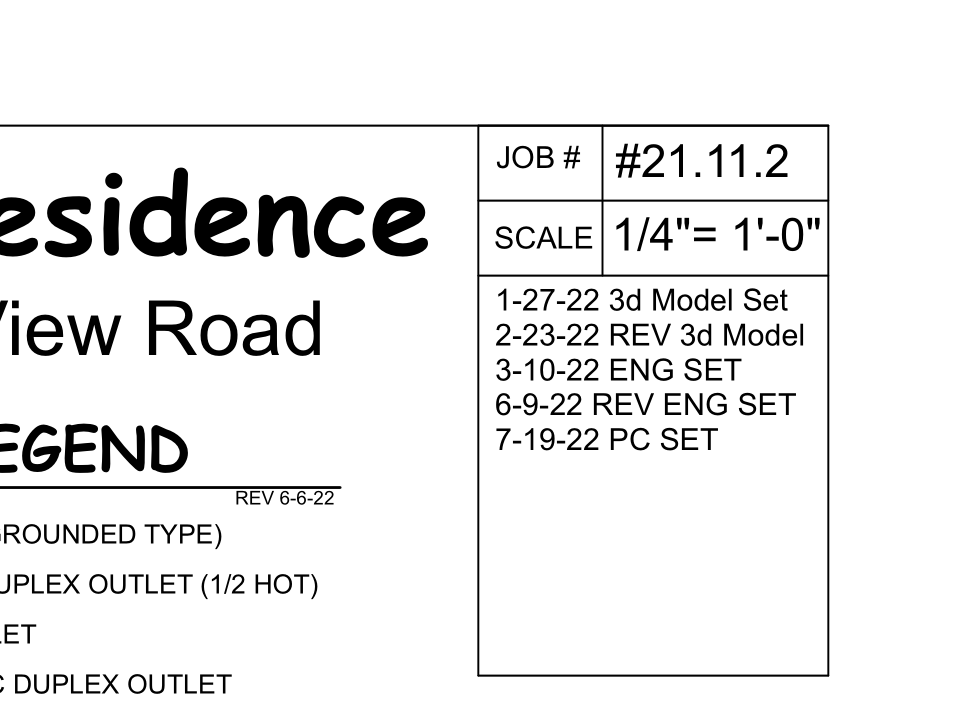 esidence
View Road
EGEND
REV 6-6-22
GROUNDED TYPE)
UPLEX OUTLET (1/2 HOT)
LET
C DUPLEX OUTLET
JOB # #21.11.2
SCALE 1/4"= 1'-0"
1-27-22 3d Model Set
2-23-22 REV 3d Model
3-10-22 ENG SET
6-9-22 REV ENG SET
7-19-22 PC SET